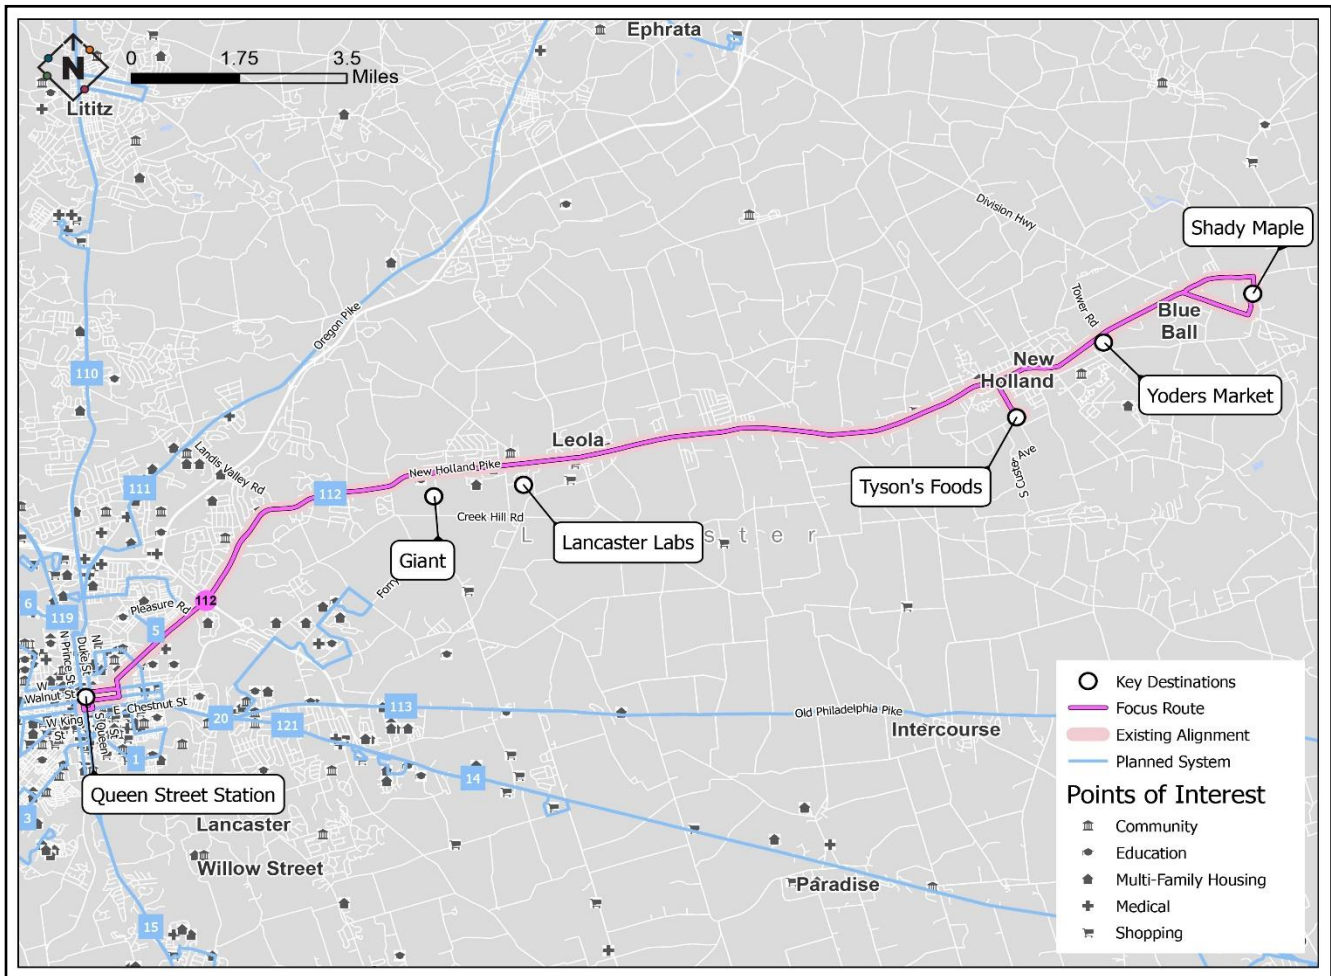 Ephrata
N
0 1.75 3.5
Miles
Lititz
Division Hwy
Shady Maple
Tower Rd
Blue
Ball
Oregon Pike
110
New
Holland
Yoders Market
Leola
Landis Valley Rd
New Holland Pike
S Custer Ave
Tyson's Foods
111
112
Creek Hill Rd
Lancaster Labs
Giant
112
6
119
Pleasure Rd
5
N Prince St
Duke St
W
Walnut St
E Chestnut St
W King
St
S Queen
St
20
121
113
Old Philadelphia Pike
Intercourse
1
14
3
Queen Street Station
Lancaster
Willow Street
Paradise
15
Key Destinations
Focus Route
Existing Alignment
Planned System
Points of Interest
Community
Education
Multi-Family Housing
Medical
Shopping